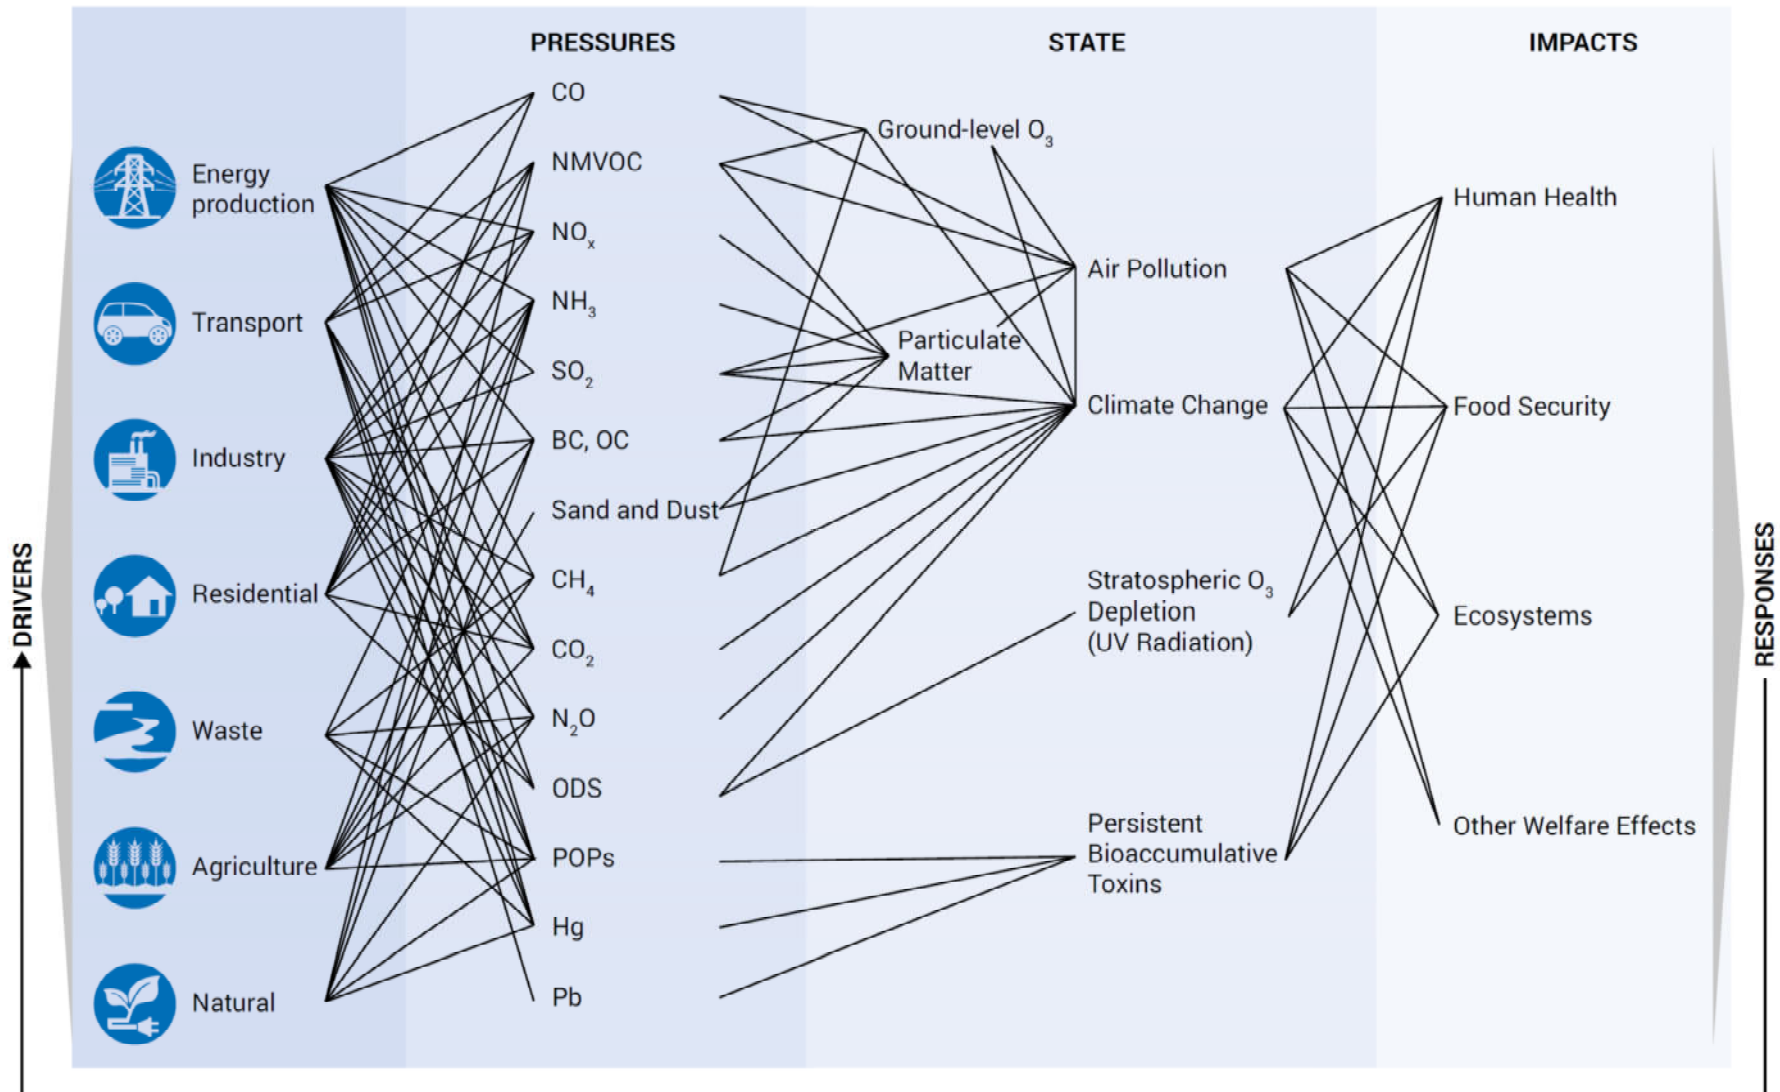 PRESSURES
STATE
IMPACTS
DRIVERS
Energy
production
Transport
Industry
Residential
Waste
Agriculture
Natural
CO
NMVOC
NOₓ
NH₃
SO₂
BC, OC
Sand and Dust
CH₄
CO₂
N₂O
ODS
POPs
Hg
Pb
Ground-level O₃
Particulate
Matter
Air Pollution
Climate Change
Stratospheric O₃
Depletion
(UV Radiation)
Persistent
Bioaccumulative
Toxins
Human Health
Food Security
Ecosystems
Other Welfare Effects
RESPONSES